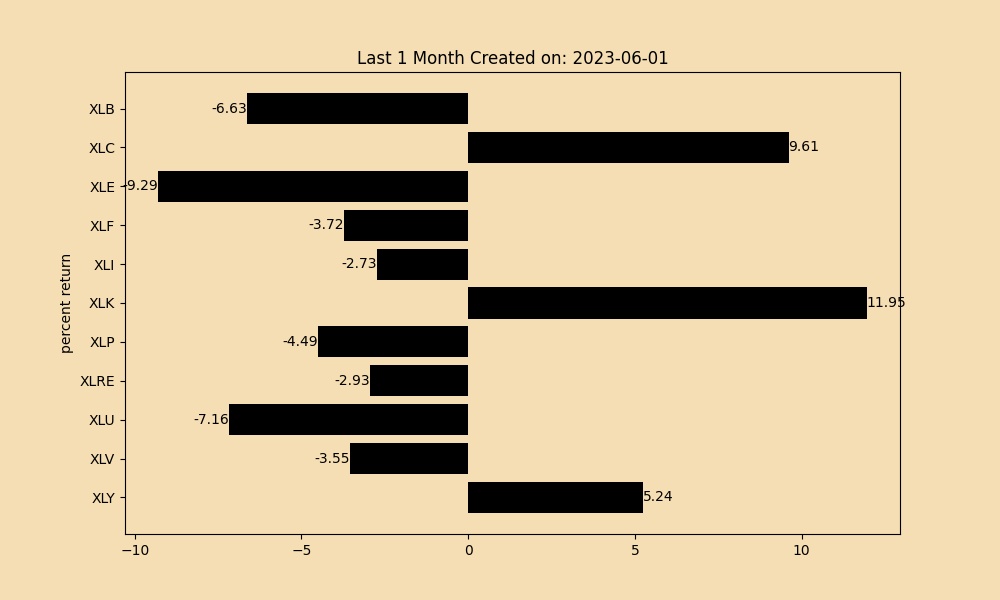 Last 1 Month Created on: 2023-06-01
percent return
XLB -6.63
XLC 9.61
XLE -9.29
XLF -3.72
XLI -2.73
XLK 11.95
XLP -4.49
XLRE -2.93
XLU -7.16
XLV -3.55
XLY 5.24
−10 −5 0 5 10